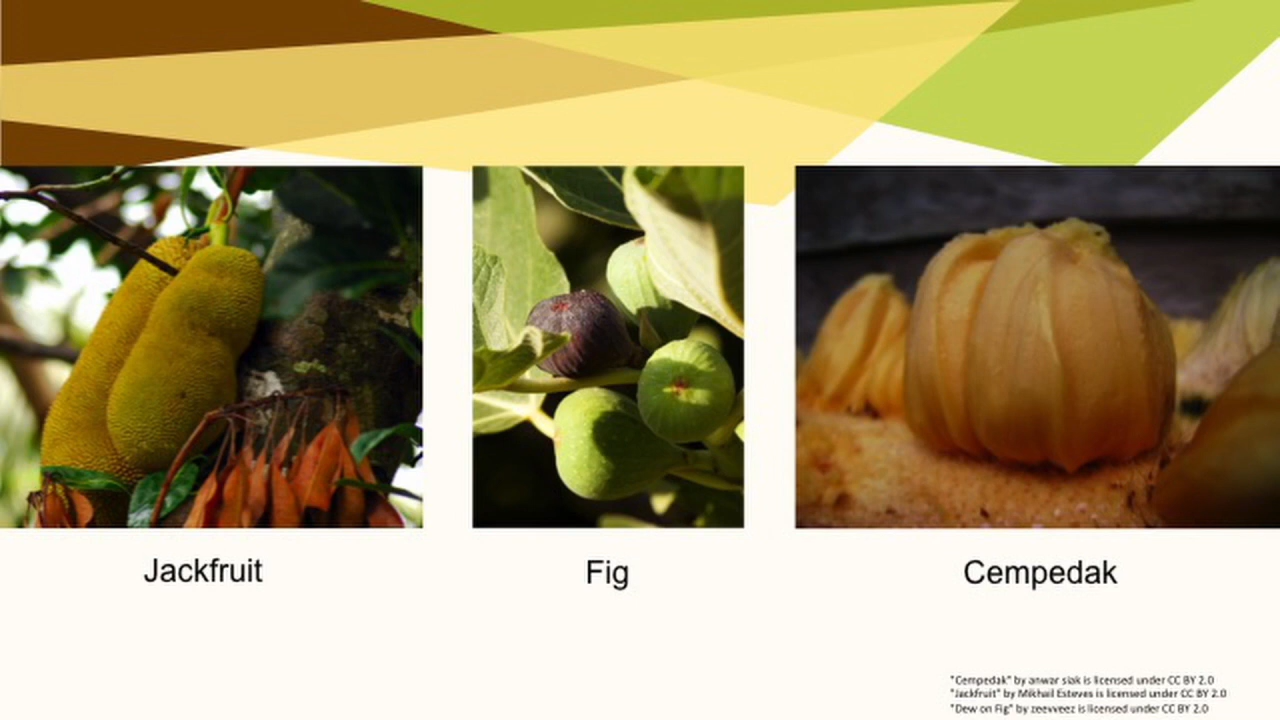 Jackfruit
Fig
Cempedak
"Cempedak" by anwar siak is licensed under CC BY 2.0
"Jackfruit" by Mikhail Esteves is licensed under CC BY 2.0
"Dew on Fig" by zeevveez is licensed under CC BY 2.0